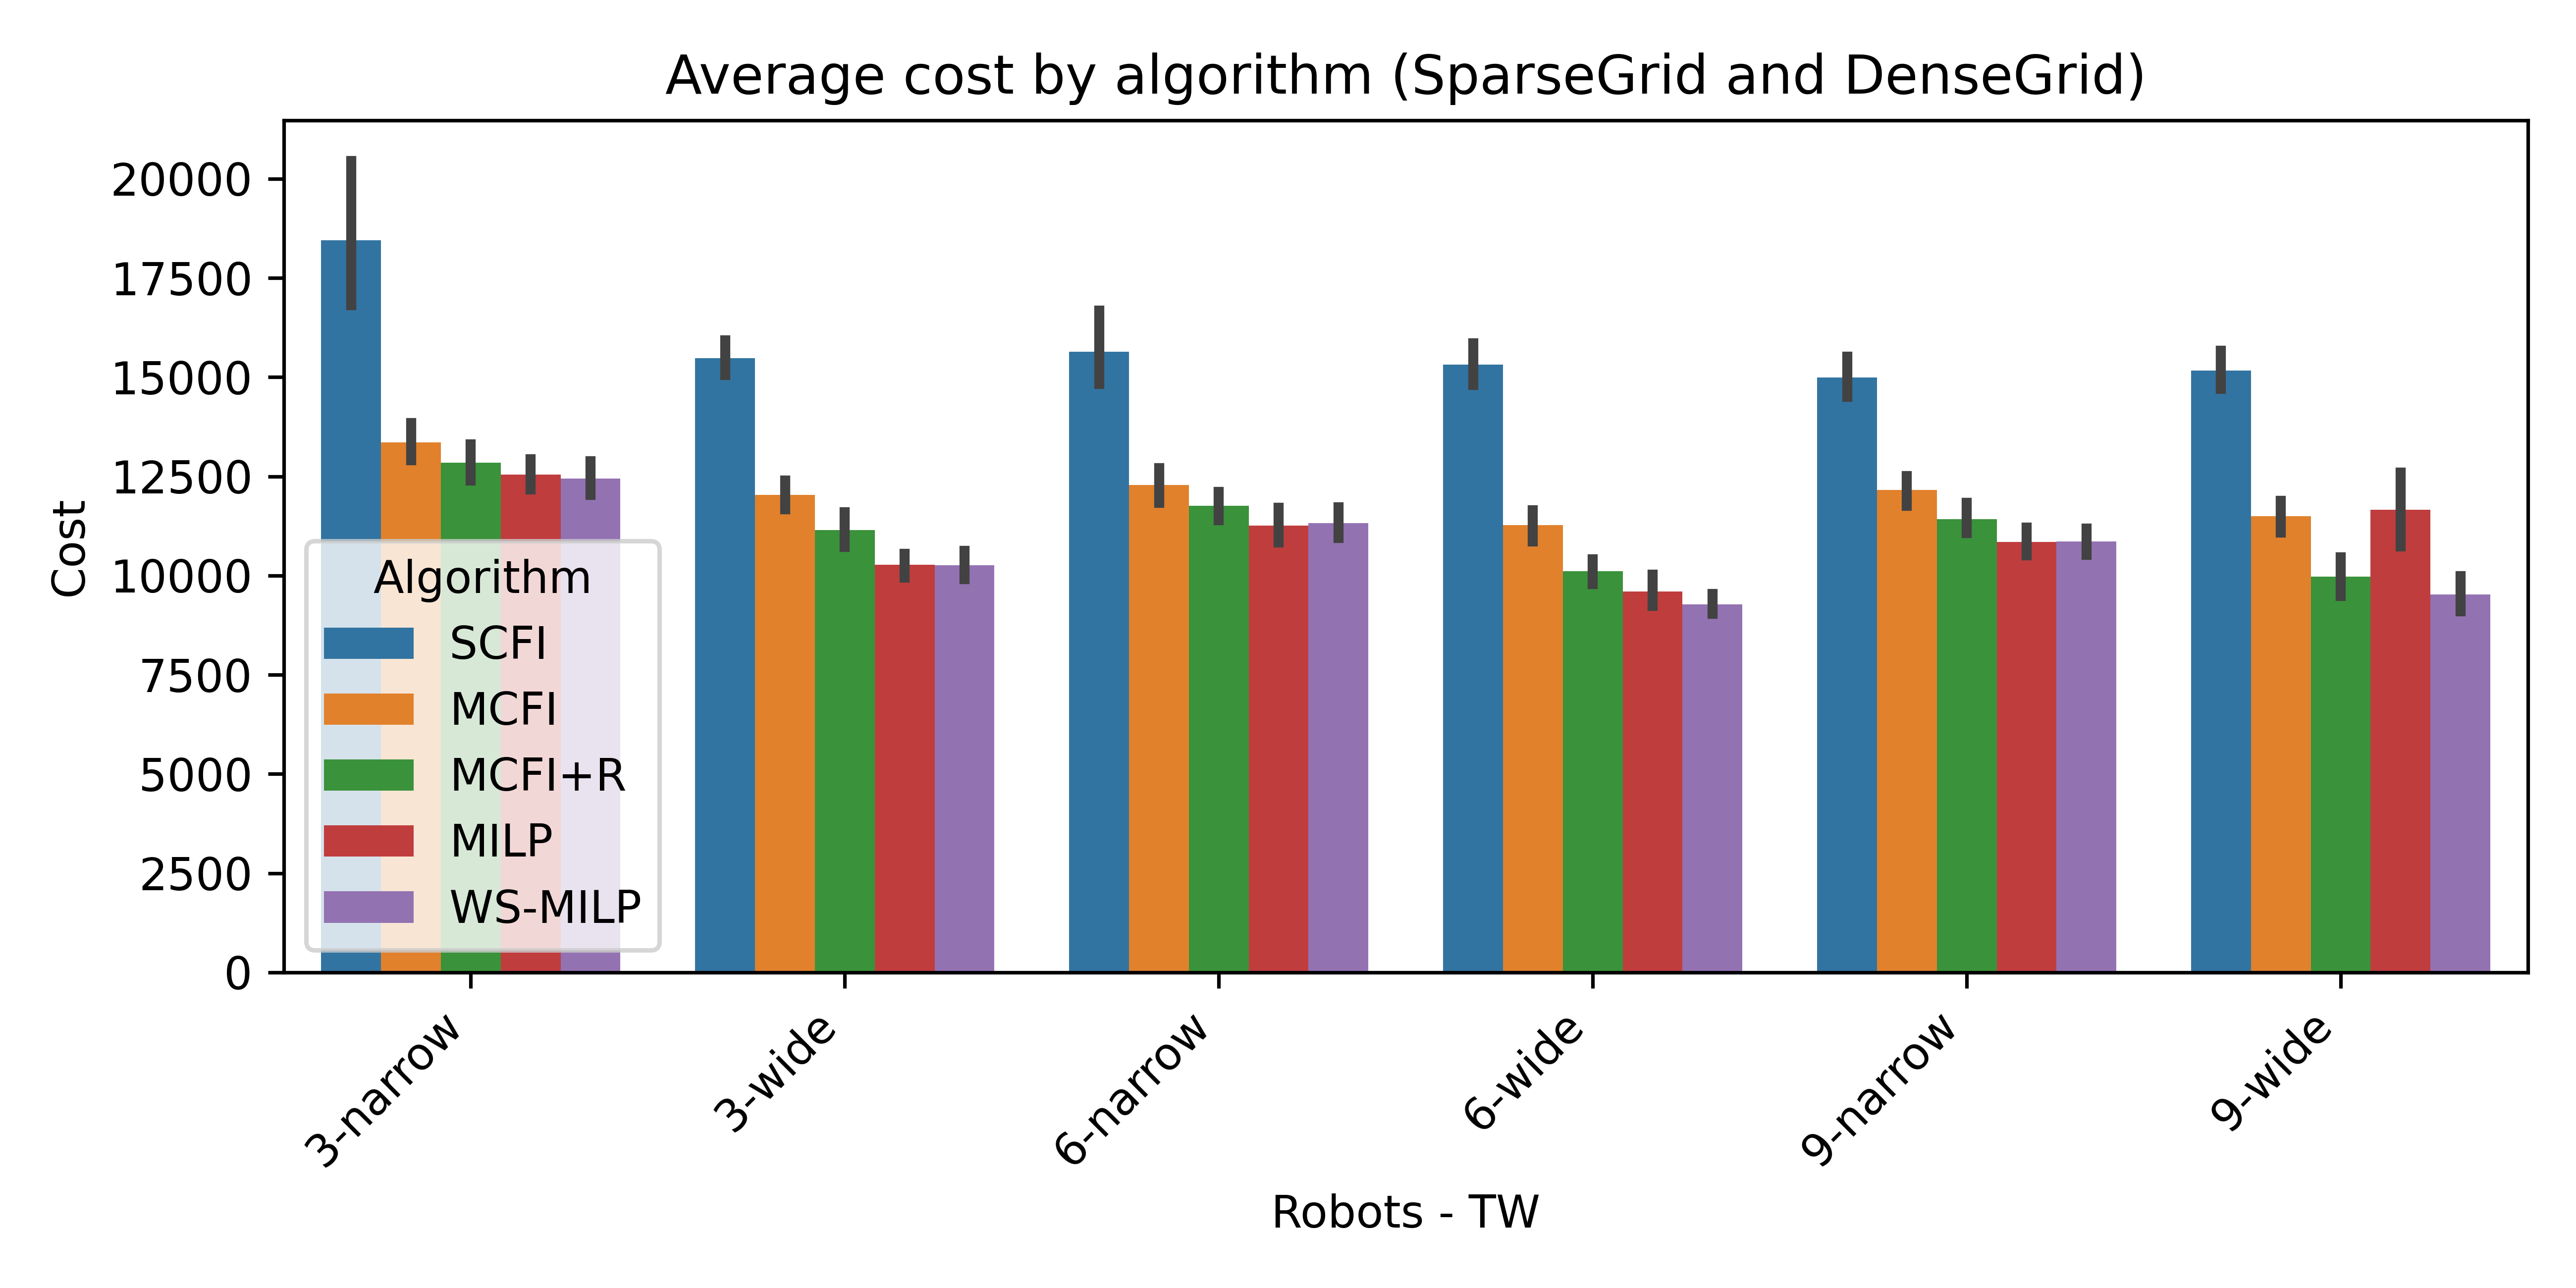 Average cost by algorithm (SparseGrid and DenseGrid)
Cost
20000
17500
15000
12500
10000
7500
5000
2500
0
Algorithm
SCFI
MCFI
MCFI+R
MILP
WS-MILP
3-narrow
3-wide
6-narrow
6-wide
9-narrow
9-wide
Robots - TW